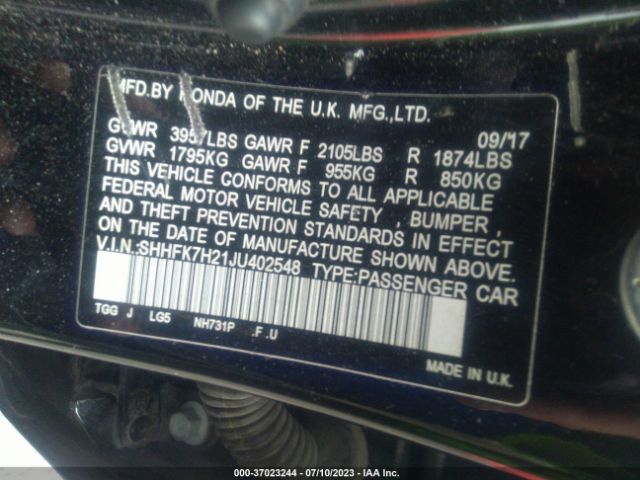 MFD.BY HONDA OF THE U.K. MFG.,LTD.
09/17
GVWR 3957LBS GAWR F 2105LBS R 1874LBS
GVWR 1795KG GAWR F 955KG R 850KG
THIS VEHICLE CONFORMS TO ALL APPLICABLE
FEDERAL MOTOR VEHICLE SAFETY , BUMPER ,
AND THEFT PREVENTION STANDARDS IN EFFECT
ON THE DATE OF MANUFACTURE SHOWN ABOVE.
V.I.N.:SHHFK7H21JU402548 TYPE:PASSENGER CAR
TGG J LG5 NH731P .F.U
MADE IN U.K.
000-37023244 - 07/10/2023 - IAA Inc.